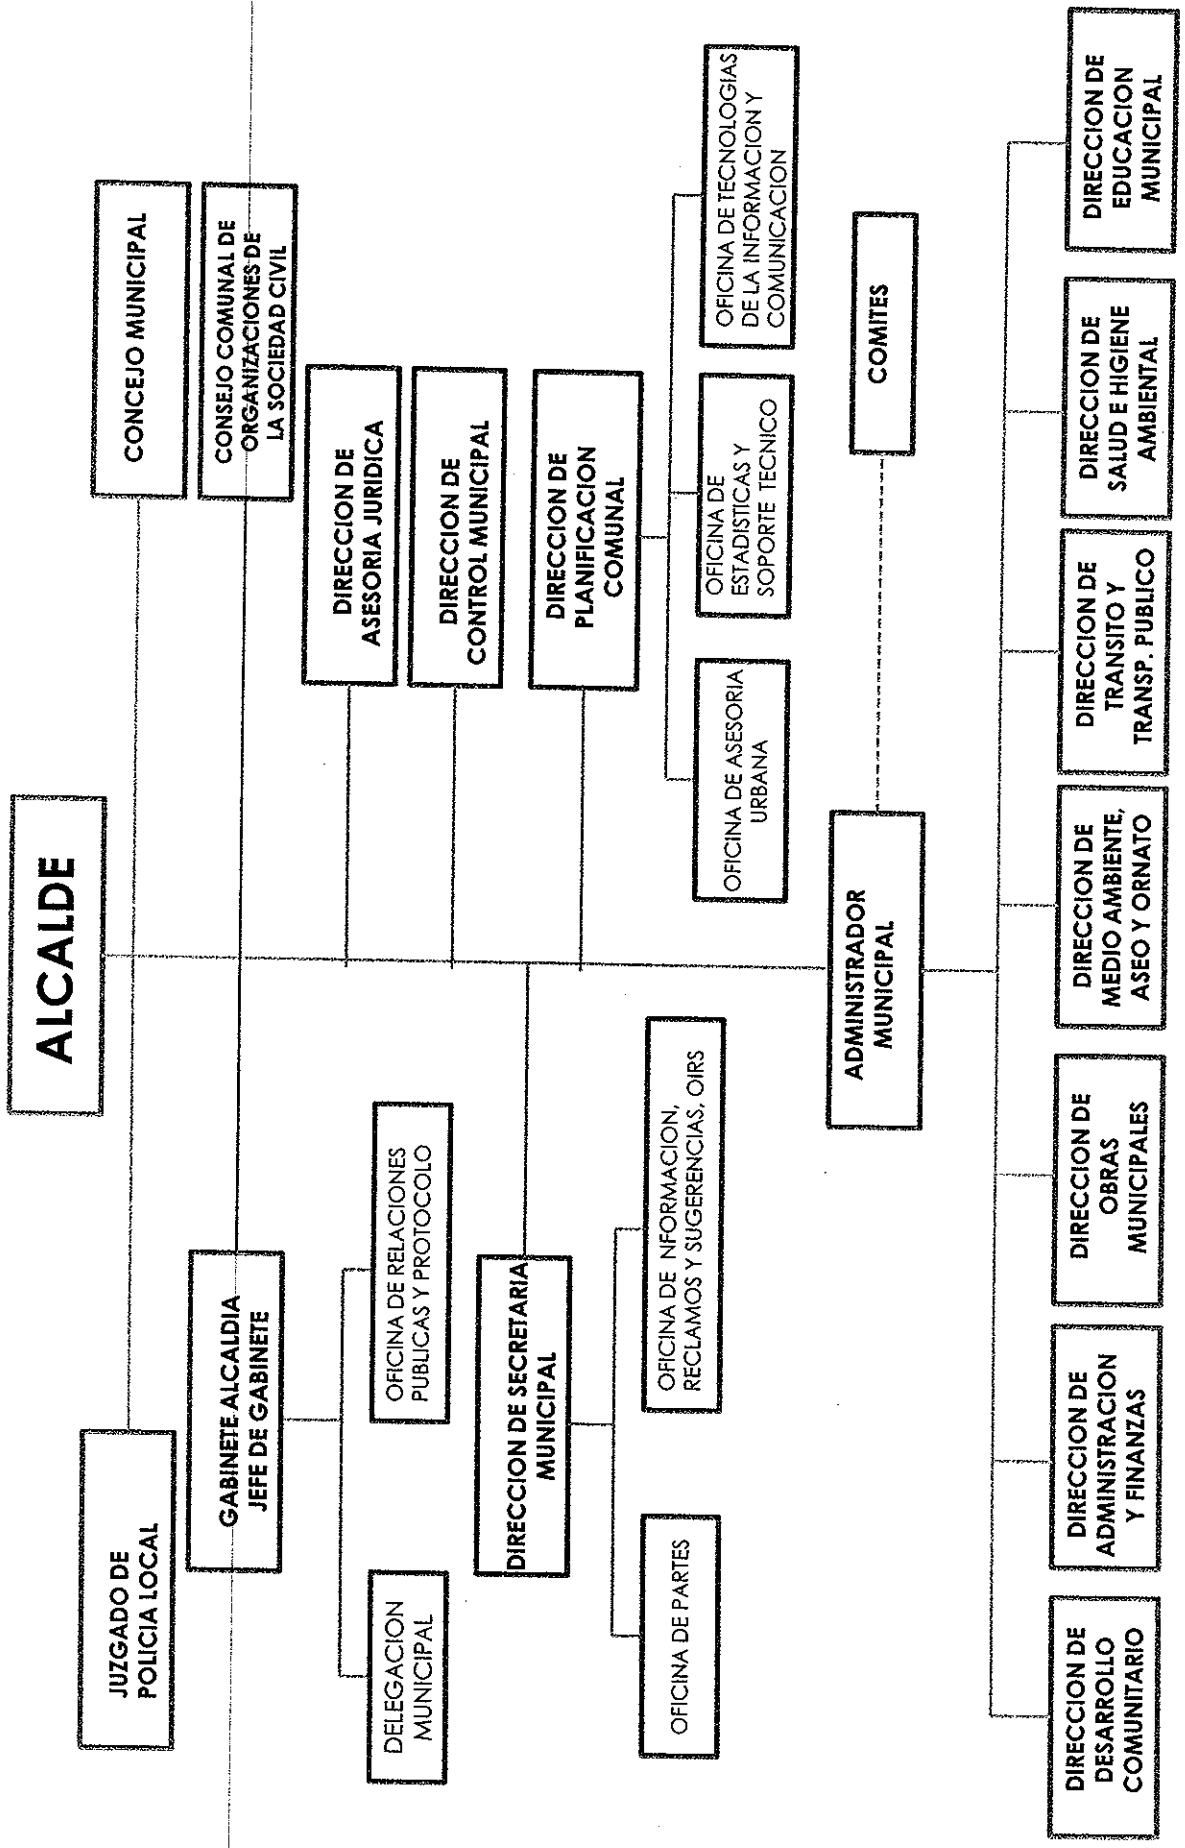 ALCALDE
JUZGADO DE
POLICIA LOCAL
CONCEJO MUNICIPAL
GABINETE ALCALDIA
JEFE DE GABINETE
CONSEJO COMUNAL DE
ORGANIZACIONES DE
LA SOCIEDAD CIVIL
DELEGACION
MUNICIPAL
OFICINA DE RELACIONES
PUBLICAS Y PROTOCOLO
DIRECCION DE
ASESORIA JURIDICA
DIRECCION DE
CONTROL MUNICIPAL
DIRECCION DE SECRETARIA
MUNICIPAL
DIRECCION DE
PLANIFICACION
COMUNAL
OFICINA DE PARTES
OFICINA DE NFORMACION,
RECLAMOS Y SUGERENCIAS, OIRS
OFICINA DE ASESORIA
URBANA
OFICINA DE
ESTADISTICAS Y
SOPORTE TECNICO
OFICINA DE TECNOLOGIAS
DE LA INFORMACION Y
COMUNICACION
ADMINISTRADOR
MUNICIPAL
COMITES
DIRECCION DE
DESARROLLO
COMUNITARIO
DIRECCION DE
ADMINISTRACION
Y FINANZAS
DIRECCION DE
OBRAS
MUNICIPALES
DIRECCION DE
MEDIO AMBIENTE,
ASEO Y ORNATO
DIRECCION DE
TRANSITO Y
TRANSP. PUBLICO
DIRECCION DE
SALUD E HIGIENE
AMBIENTAL
DIRECCION DE
EDUCACION
MUNICIPAL